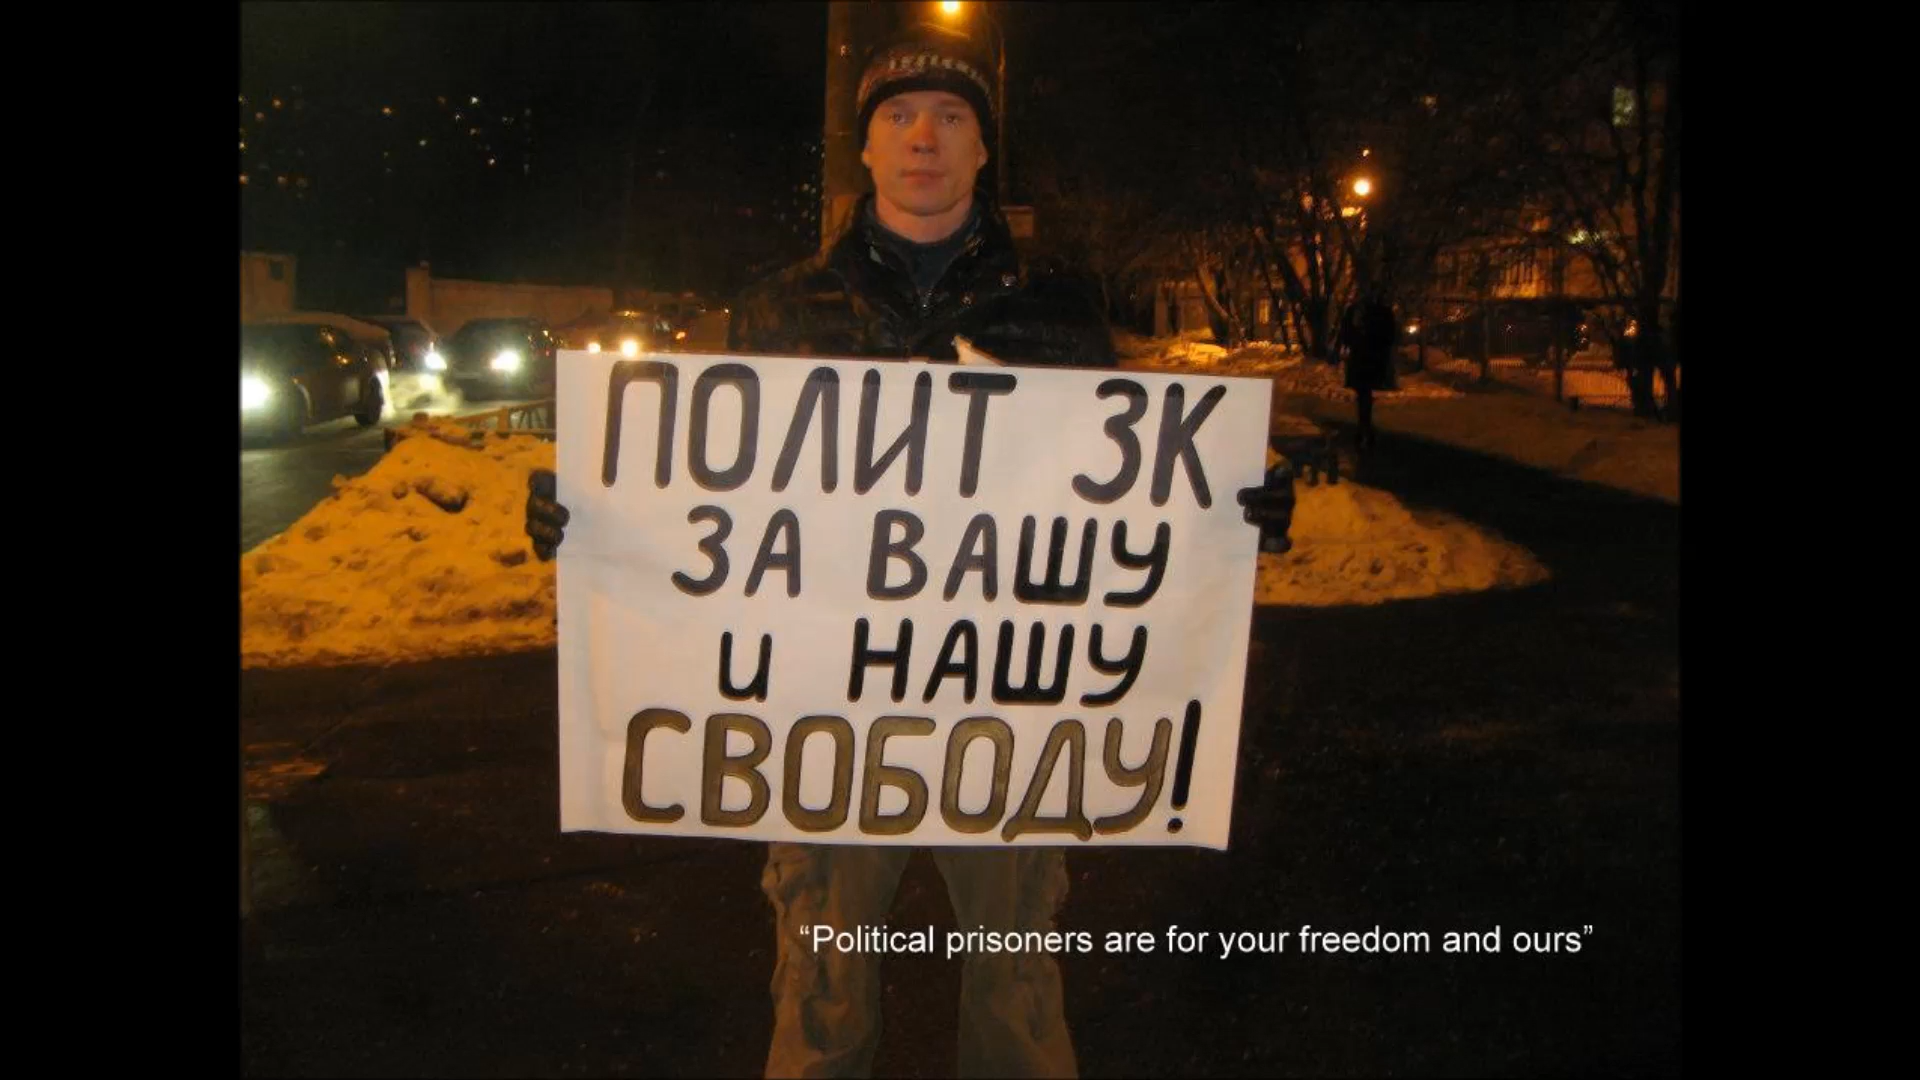 ПОЛИТ ЗК
ЗА ВАШУ
и НАШУ
СВОБОДУ!
“Political prisoners are for your freedom and ours”